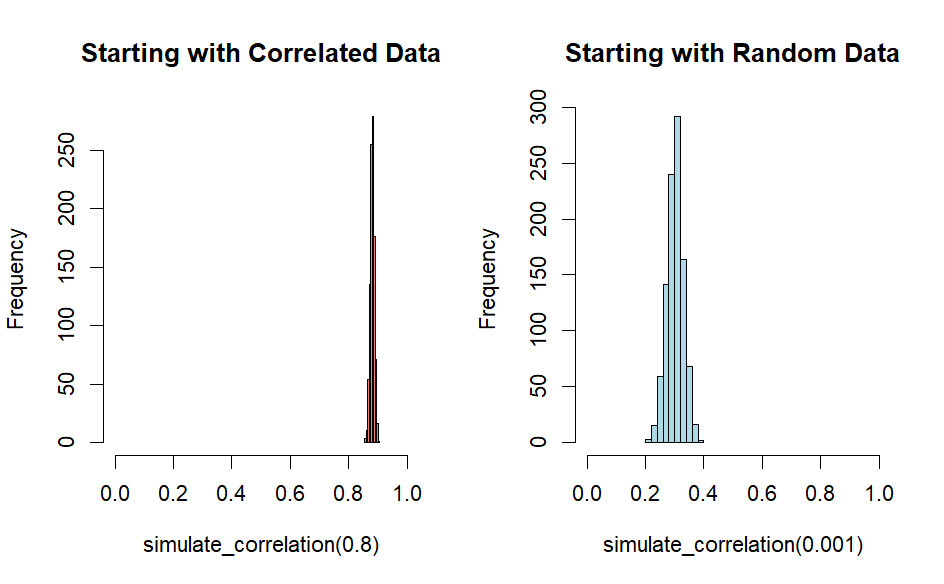 Starting with Correlated Data
Frequency
0 50 100 150 200 250
0.0 0.2 0.4 0.6 0.8 1.0
simulate_correlation(0.8)
Starting with Random Data
Frequency
0 50 100 150 200 250 300
0.0 0.2 0.4 0.6 0.8 1.0
simulate_correlation(0.001)